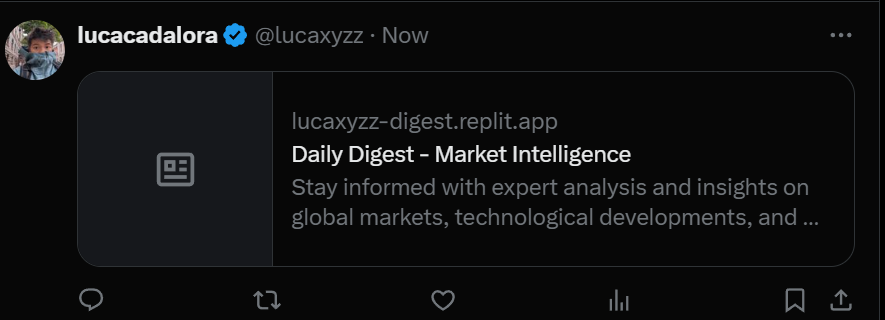 lucacadalora @lucaxyzz · Now
lucaxyzz-digest.replit.app
Daily Digest - Market Intelligence
Stay informed with expert analysis and insights on
global markets, technological developments, and ...